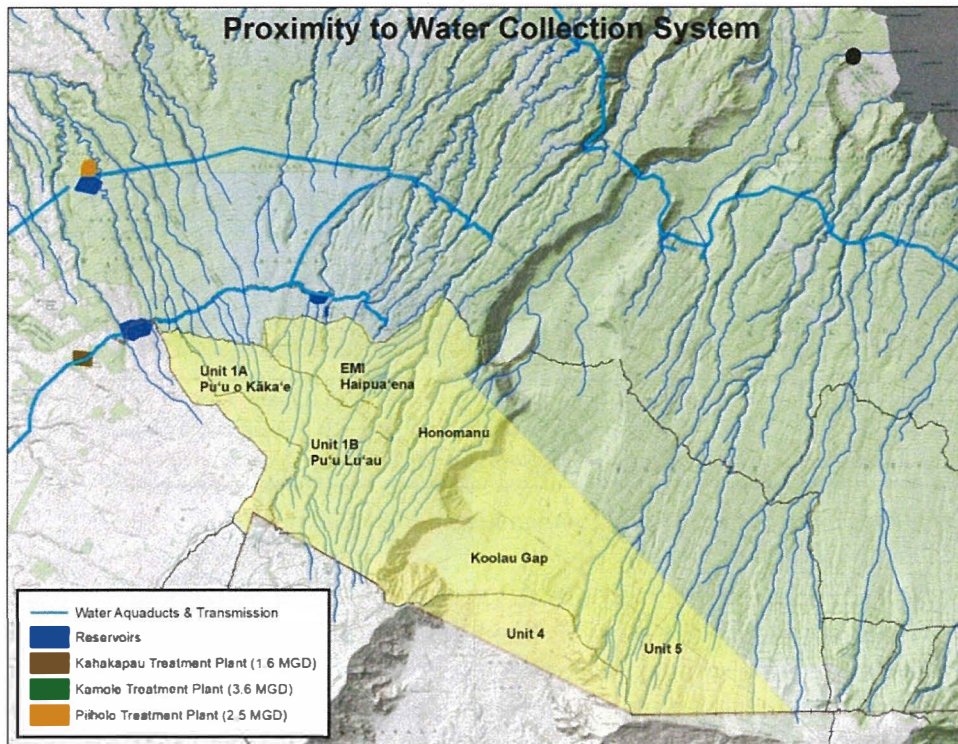 Proximity to Water Collection System
Unit 1A
Pu'u o Kāka'e
EMI
Haipua'ena
Unit 1B
Pu'u Lu'au
Honomanu
Koolau Gap
Unit 4
Unit 5
Water Aquaducts & Transmission
Reservoirs
Kahakapau Treatment Plant (1.6 MGD)
Kamole Treatment Plant (3.6 MGD)
Piiholo Treatment Plant (2.5 MGD)